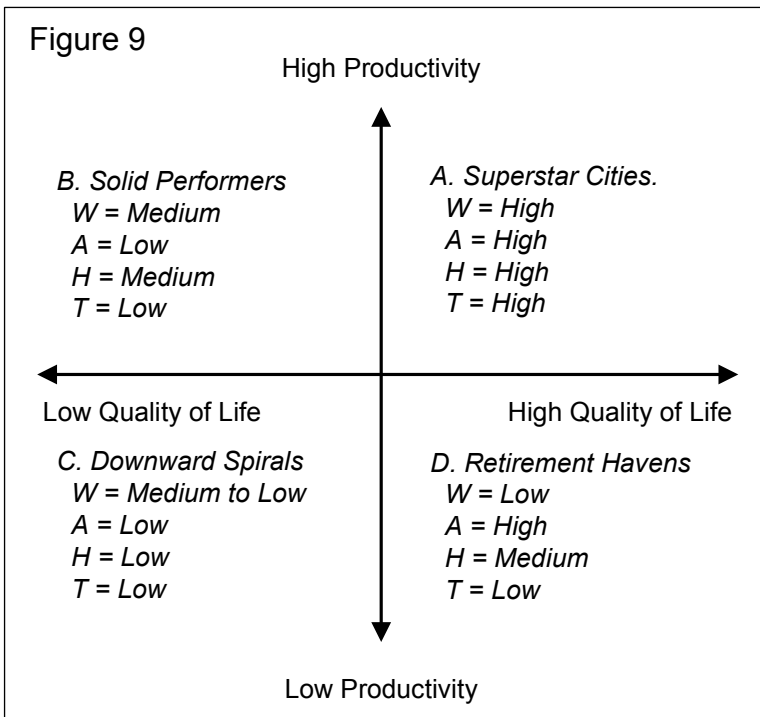 Figure 9
High Productivity
B. Solid Performers
W = Medium
A = Low
H = Medium
T = Low
A. Superstar Cities.
W = High
A = High
H = High
T = High
Low Quality of Life
High Quality of Life
C. Downward Spirals
W = Medium to Low
A = Low
H = Low
T = Low
D. Retirement Havens
W = Low
A = High
H = Medium
T = Low
Low Productivity